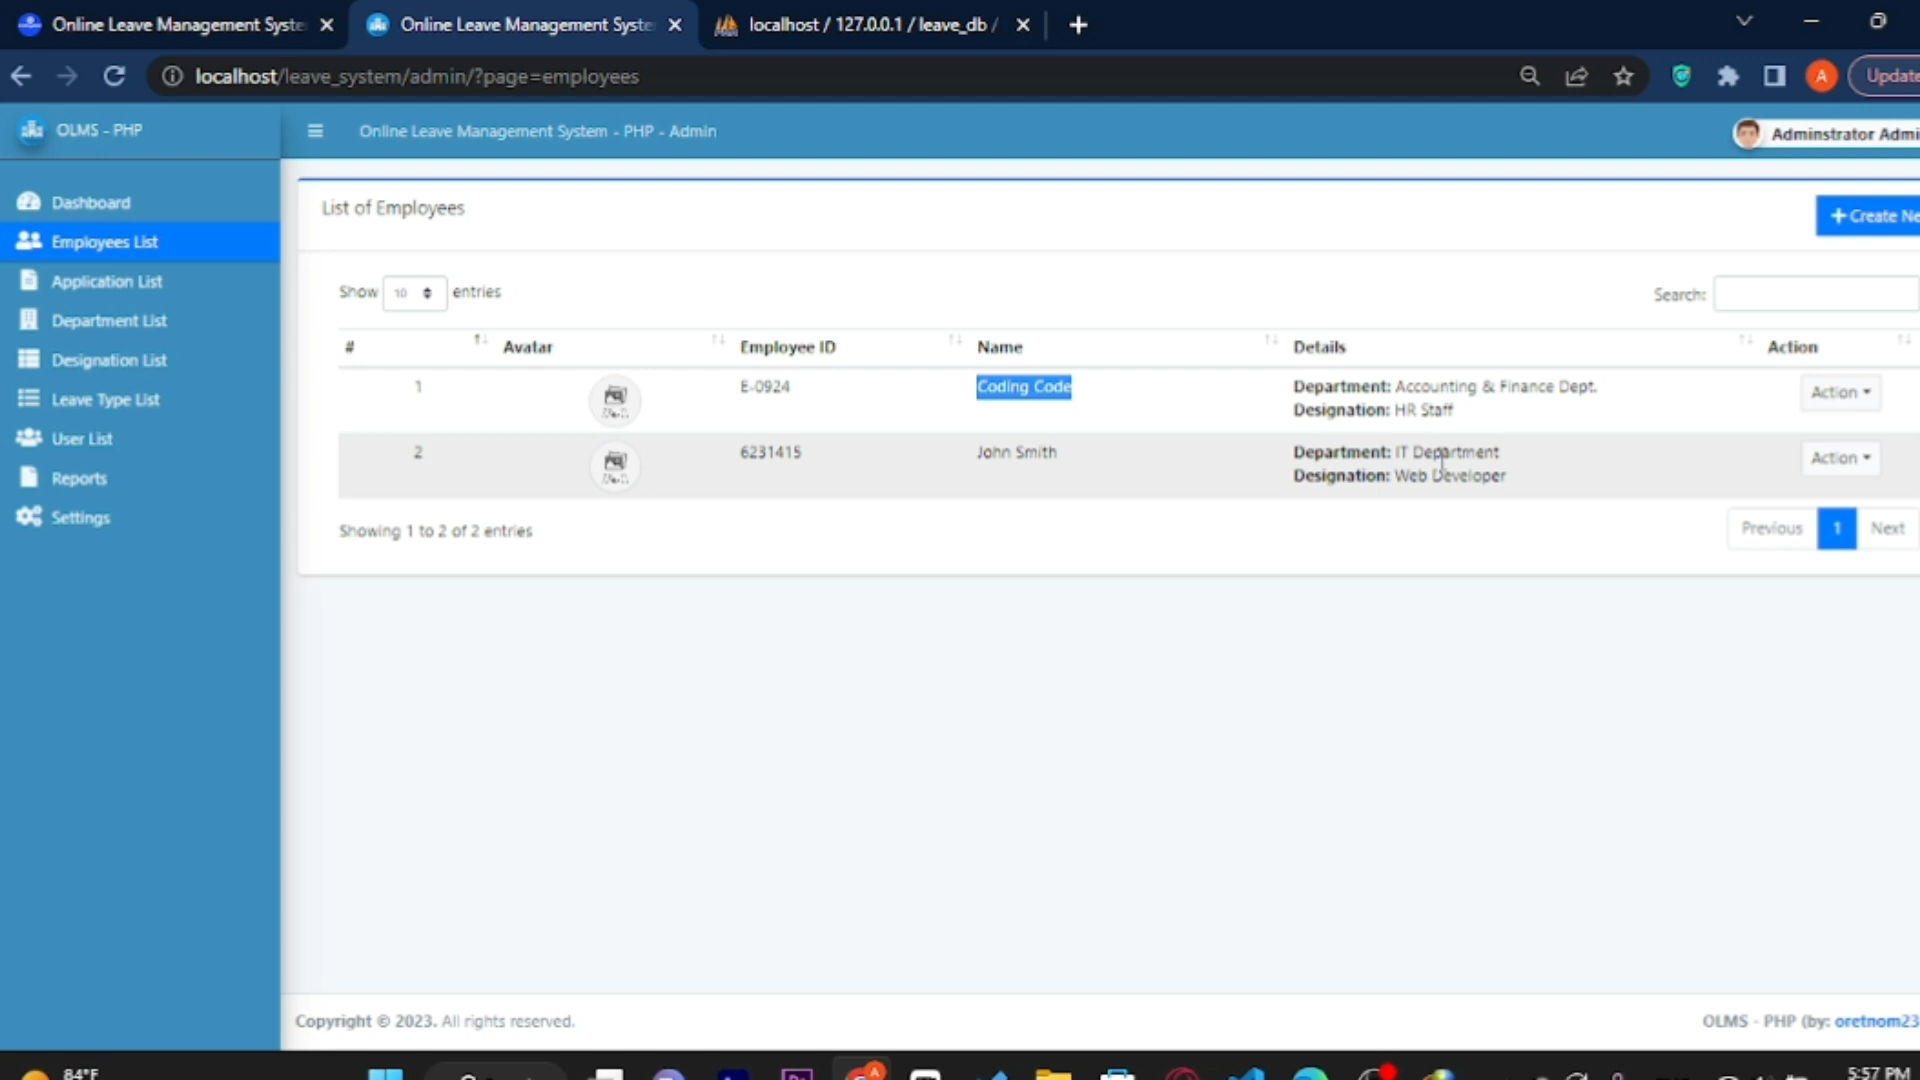 Online Leave Management Syste
Online Leave Management Syste
localhost / 127.0.0.1 / leave_db /
localhost/leave_system/admin/?page=employees
A
Update
OLMS - PHP
Online Leave Management System - PHP - Admin
Adminstrator Admi
Dashboard
Employees List
Application List
Department List
Designation List
Leave Type List
User List
Reports
Settings
List of Employees
Create Ne
Show 10 entries
Search:
# Avatar Employee ID Name Details Action
1 E-0924 Coding Code Department: Accounting & Finance Dept. Action
Designation: HR Staff
2 6231415 John Smith Department: IT Department Action
Designation: Web Developer
Showing 1 to 2 of 2 entries
Previous 1 Next
Copyright © 2023. All rights reserved.
OLMS - PHP (by: oretnom23
84°F
A
5:57 PM